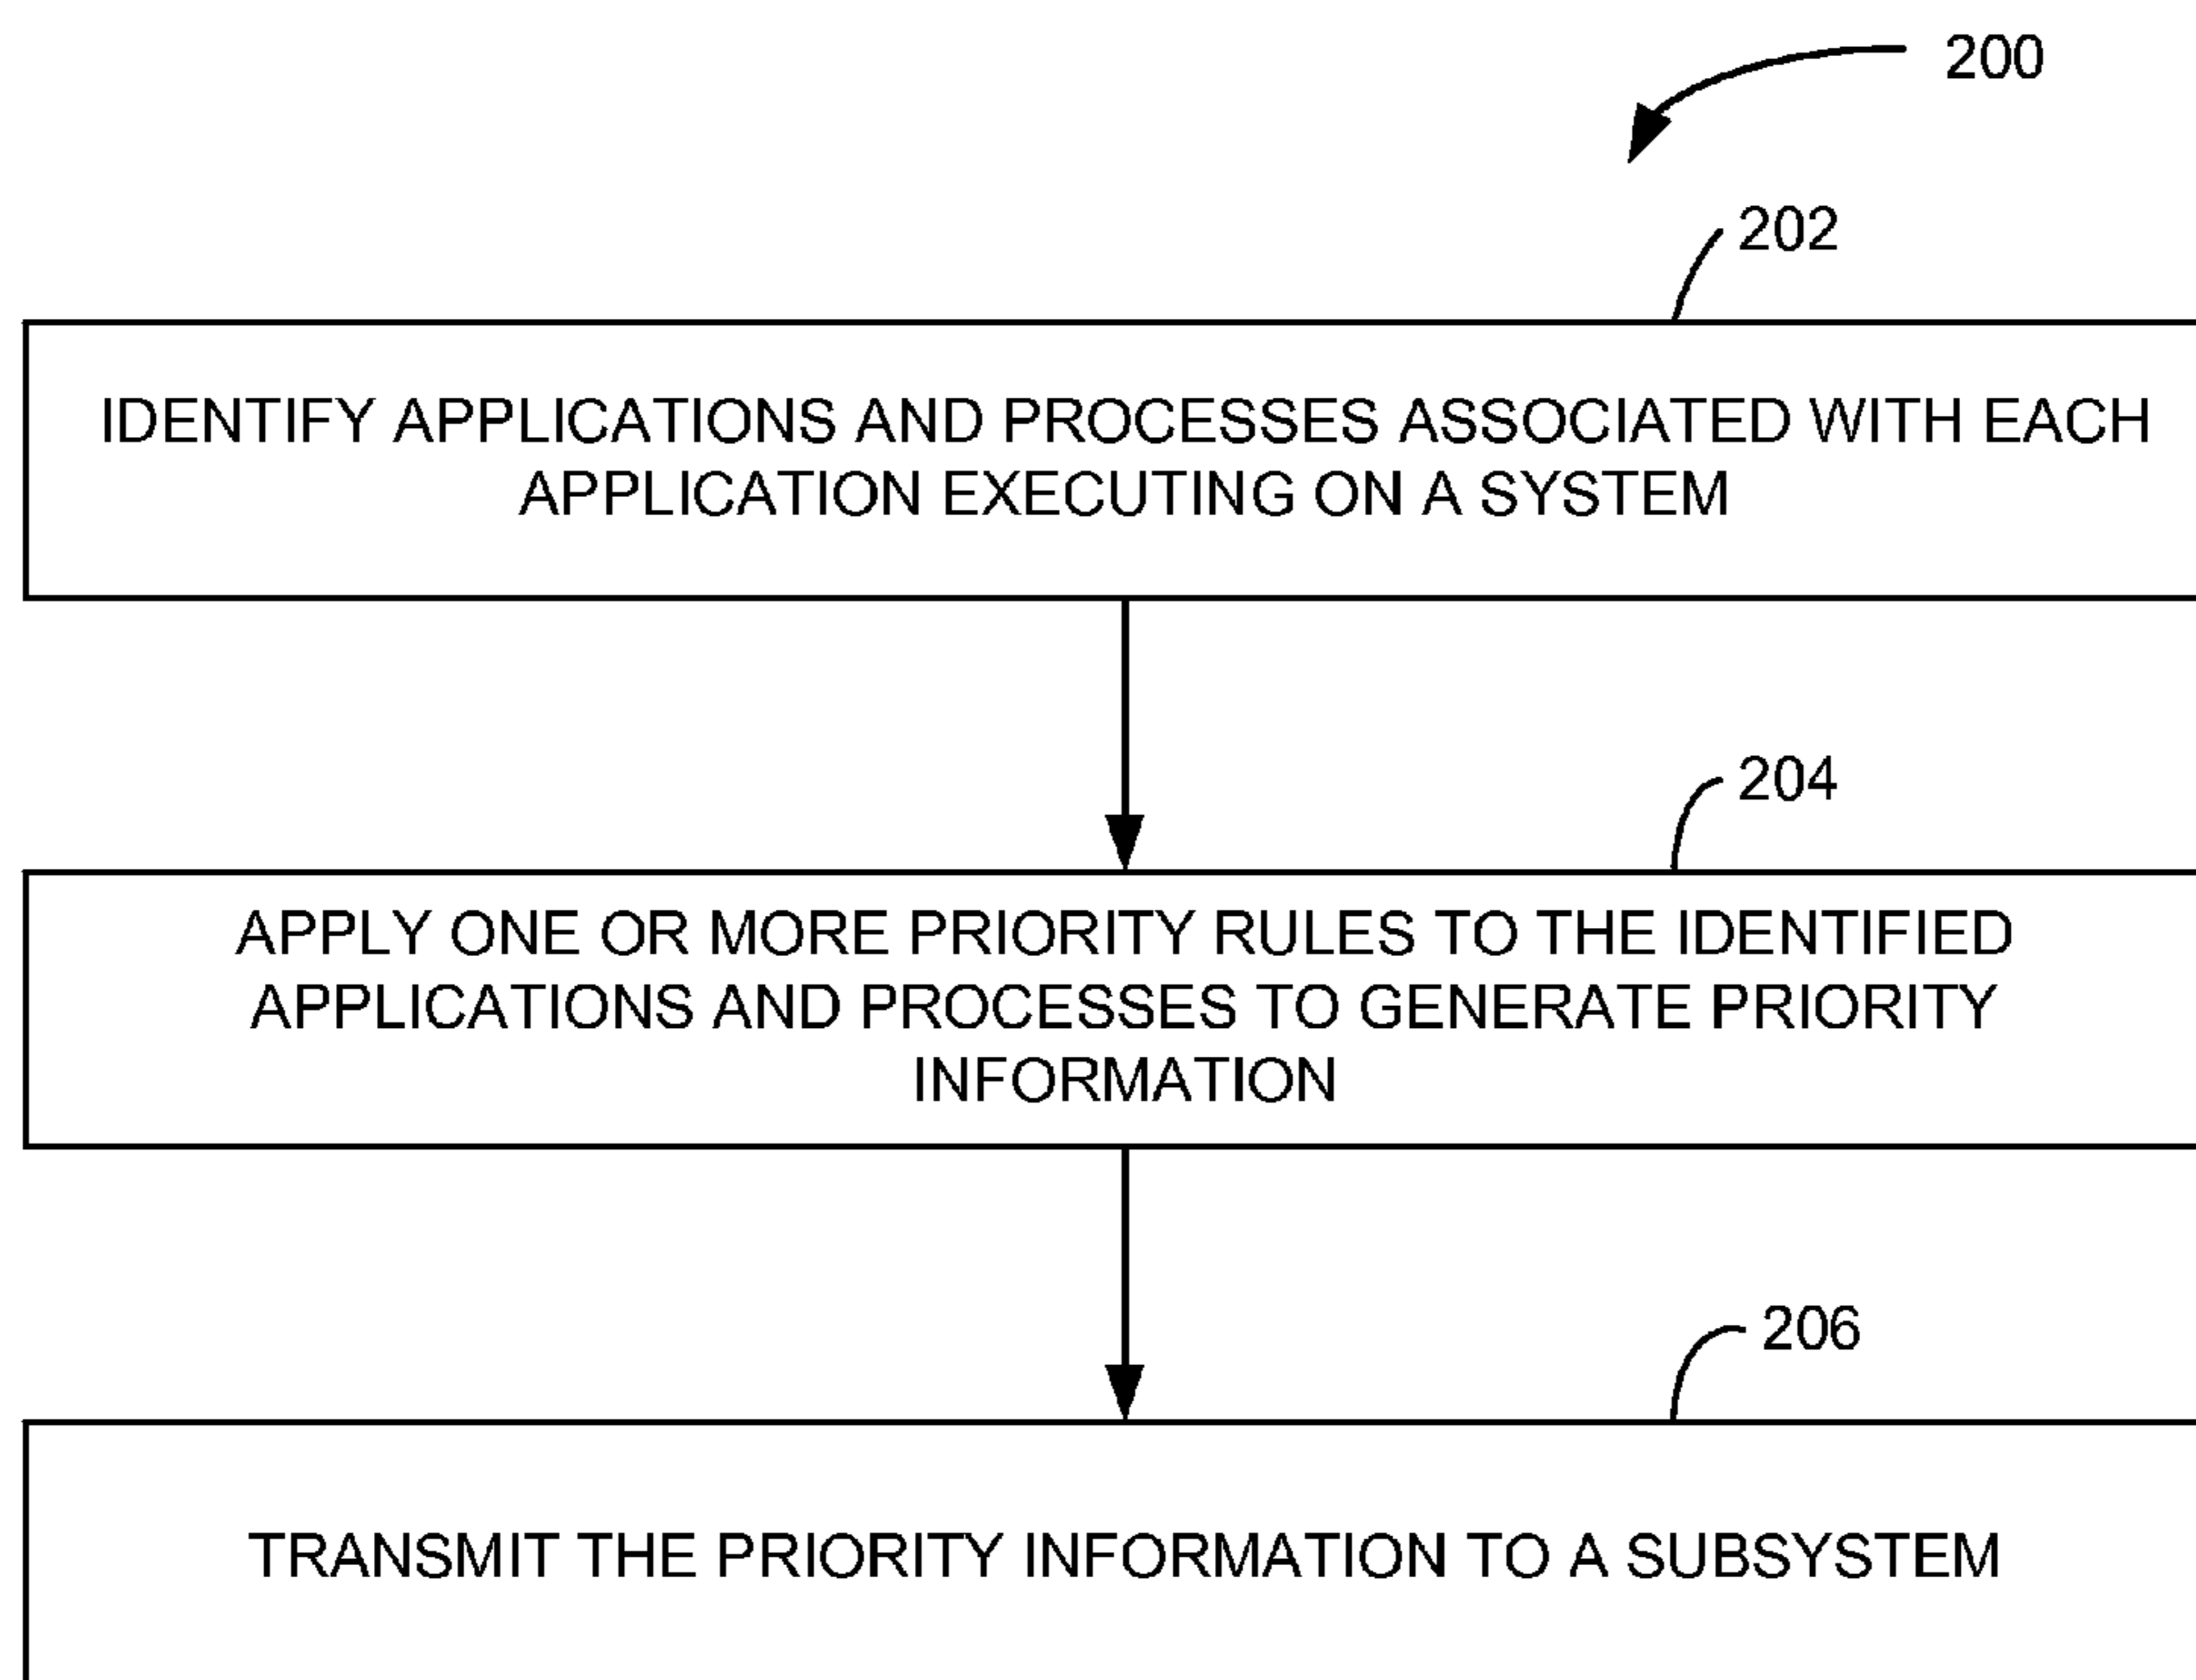 200
202
IDENTIFY APPLICATIONS AND PROCESSES ASSOCIATED WITH EACH
APPLICATION EXECUTING ON A SYSTEM
204
APPLY ONE OR MORE PRIORITY RULES TO THE IDENTIFIED
APPLICATIONS AND PROCESSES TO GENERATE PRIORITY
INFORMATION
206
TRANSMIT THE PRIORITY INFORMATION TO A SUBSYSTEM